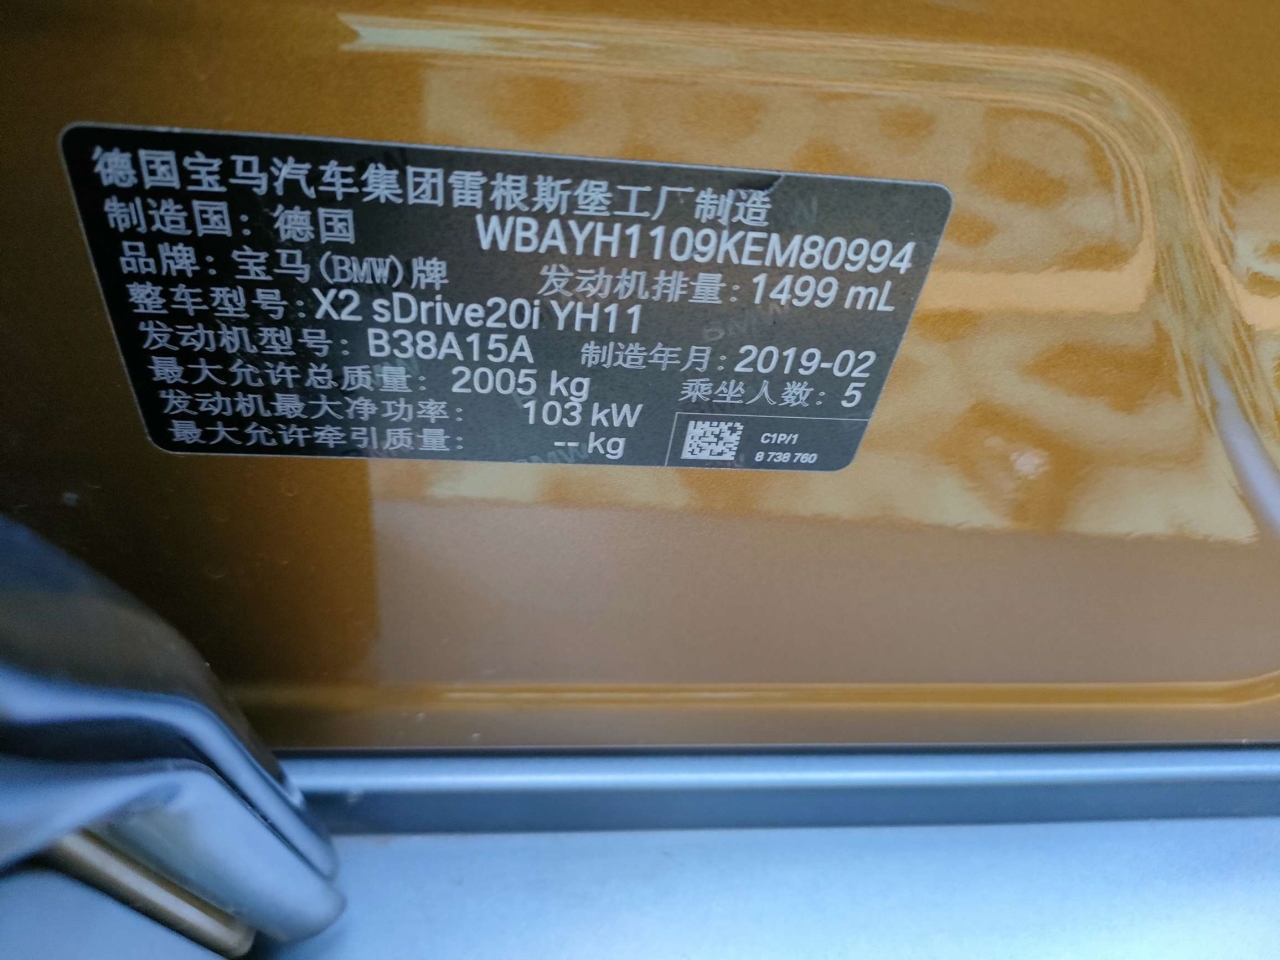 德国宝马汽车集团雷根斯堡工厂制造
制造国：德国 WBAYH1109KEM80994
品牌：宝马(BMW)牌 发动机排量：1499 mL
整车型号：X2 sDrive20i YH11
发动机型号：B38A15A 制造年月：2019-02
最大允许总质量：2005 kg 乘坐人数：5
发动机最大净功率：103 kW
最大允许牵引质量：-- kg
C1P/1
8 738 760